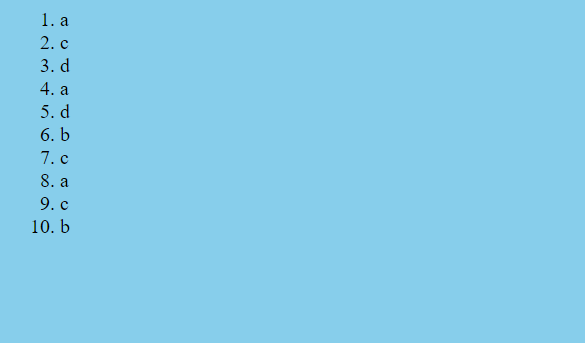 1. a
2. c
3. d
4. a
5. d
6. b
7. c
8. a
9. c
10. b